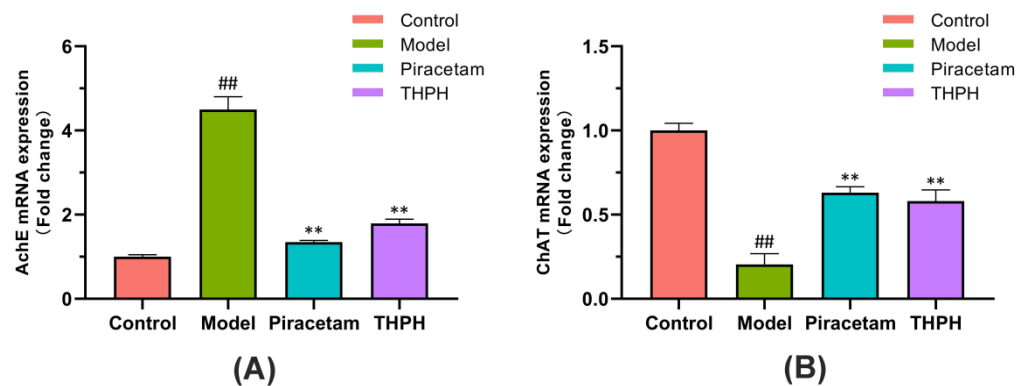 Control
Model
Piracetam
THPH
AchE mRNA expression
(Fold change)
6
4
2
0
##
**
**
Control Model Piracetam THPH
(A)
Control
Model
Piracetam
THPH
ChAT mRNA expression
(Fold change)
1.5
1.0
0.5
0.0
##
**
**
Control Model Piracetam THPH
(B)